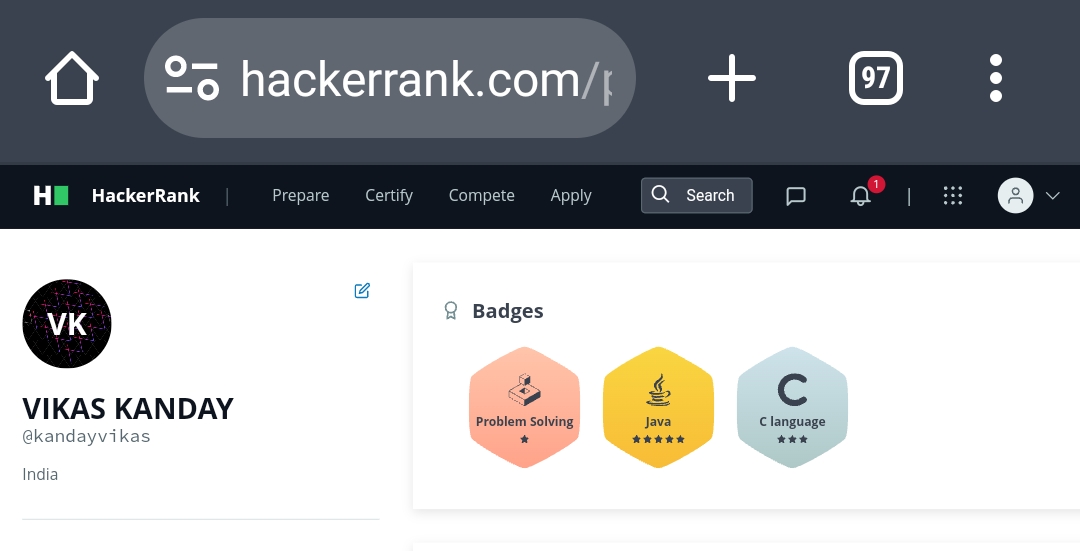 hackerrank.com/
97
H HackerRank | Prepare Certify Compete Apply Search 1 |
VK
VIKAS KANDAY
@kandayvikas
India
Badges
Problem Solving
Java
C
C language